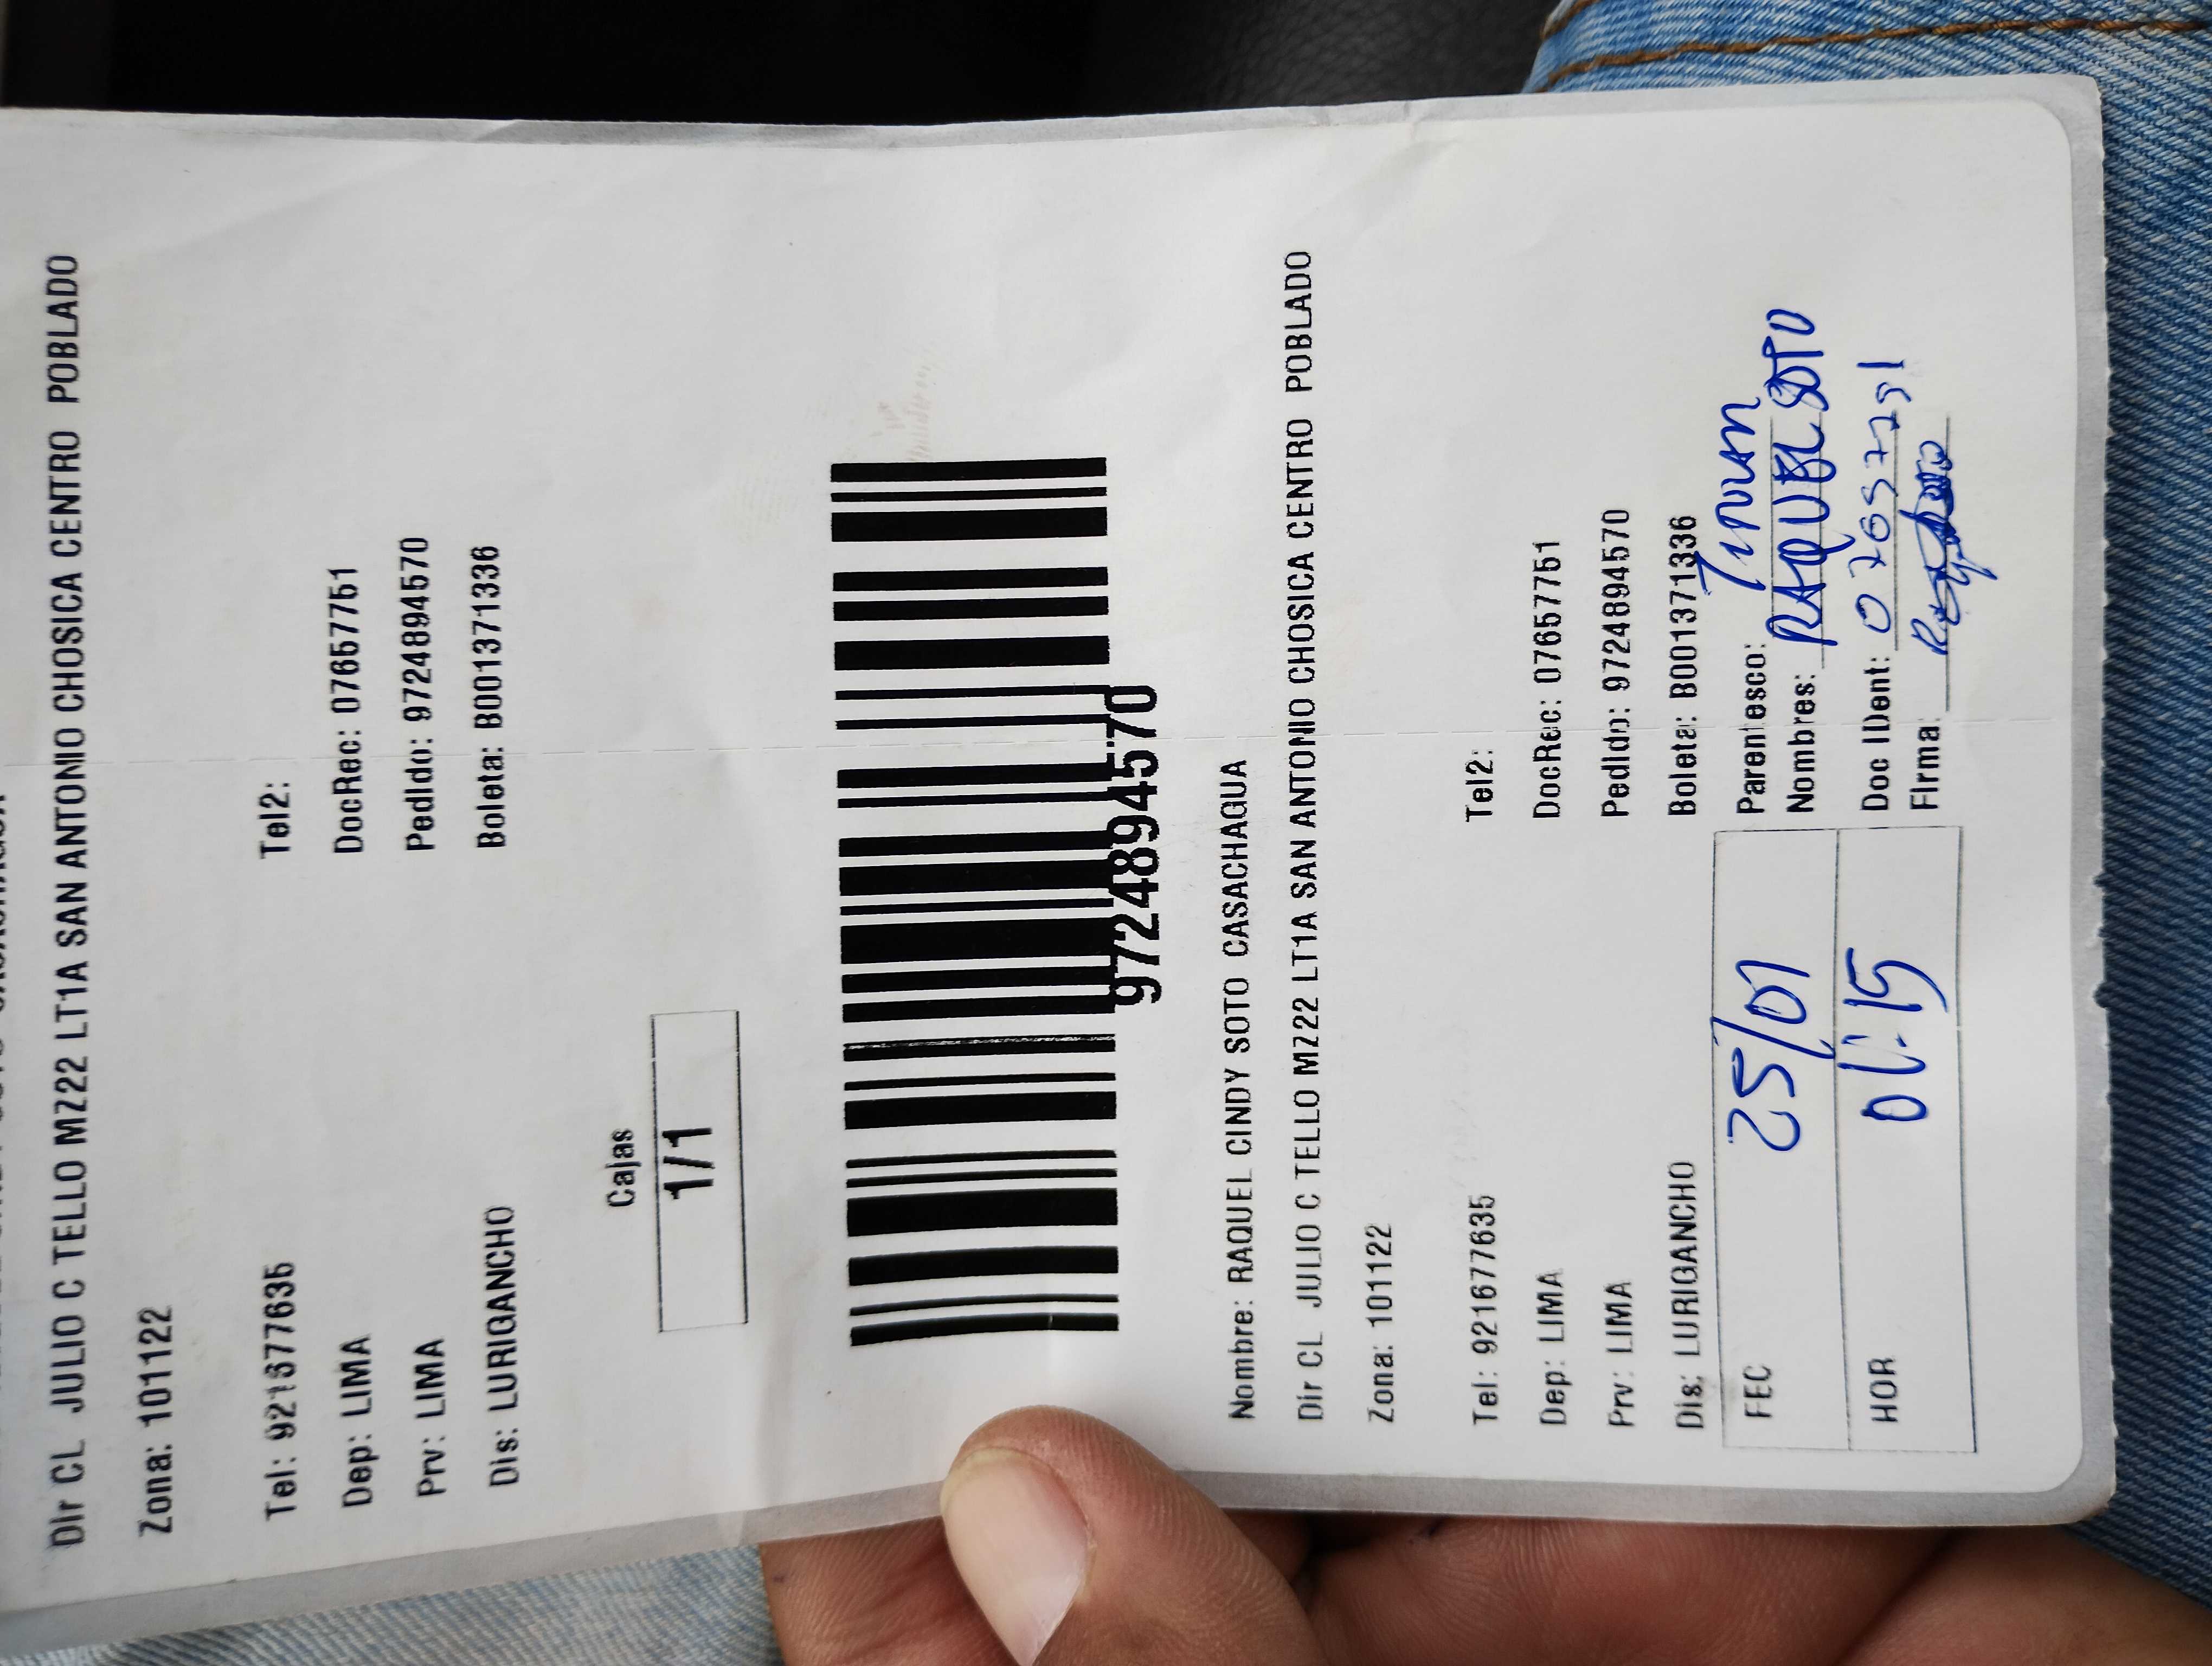 Dir CL JULIO C TELLO MZ22 LT1A SAN ANTONIO CHOSICA CENTRO POBLADO
Zona: 101122
Tel: 921677635 Tel2:
Dep: LIMA DocRec: 07657751
Prv: LIMA Pedido: 9724894570
Dis: LURIGANCHO Boleta: B001371336
Cajas
1/1
9724894570
Nombre: RAQUEL CINDY SOTO CASACHAGUA
Dir CL JULIO C TELLO MZ22 LT1A SAN ANTONIO CHOSICA CENTRO POBLADO
Zona: 101122
Tel: 921677635 Tel2:
Dep: LIMA DocRec: 07657751
Prv: LIMA Pedido: 9724894570
Dis: LURIGANCHO Boleta: B001371336
FEC 25/01 Parentesco:
Nombres: RAQUEL SOTO
HOR 01:15 Doc IDent: 07657751
Firma: